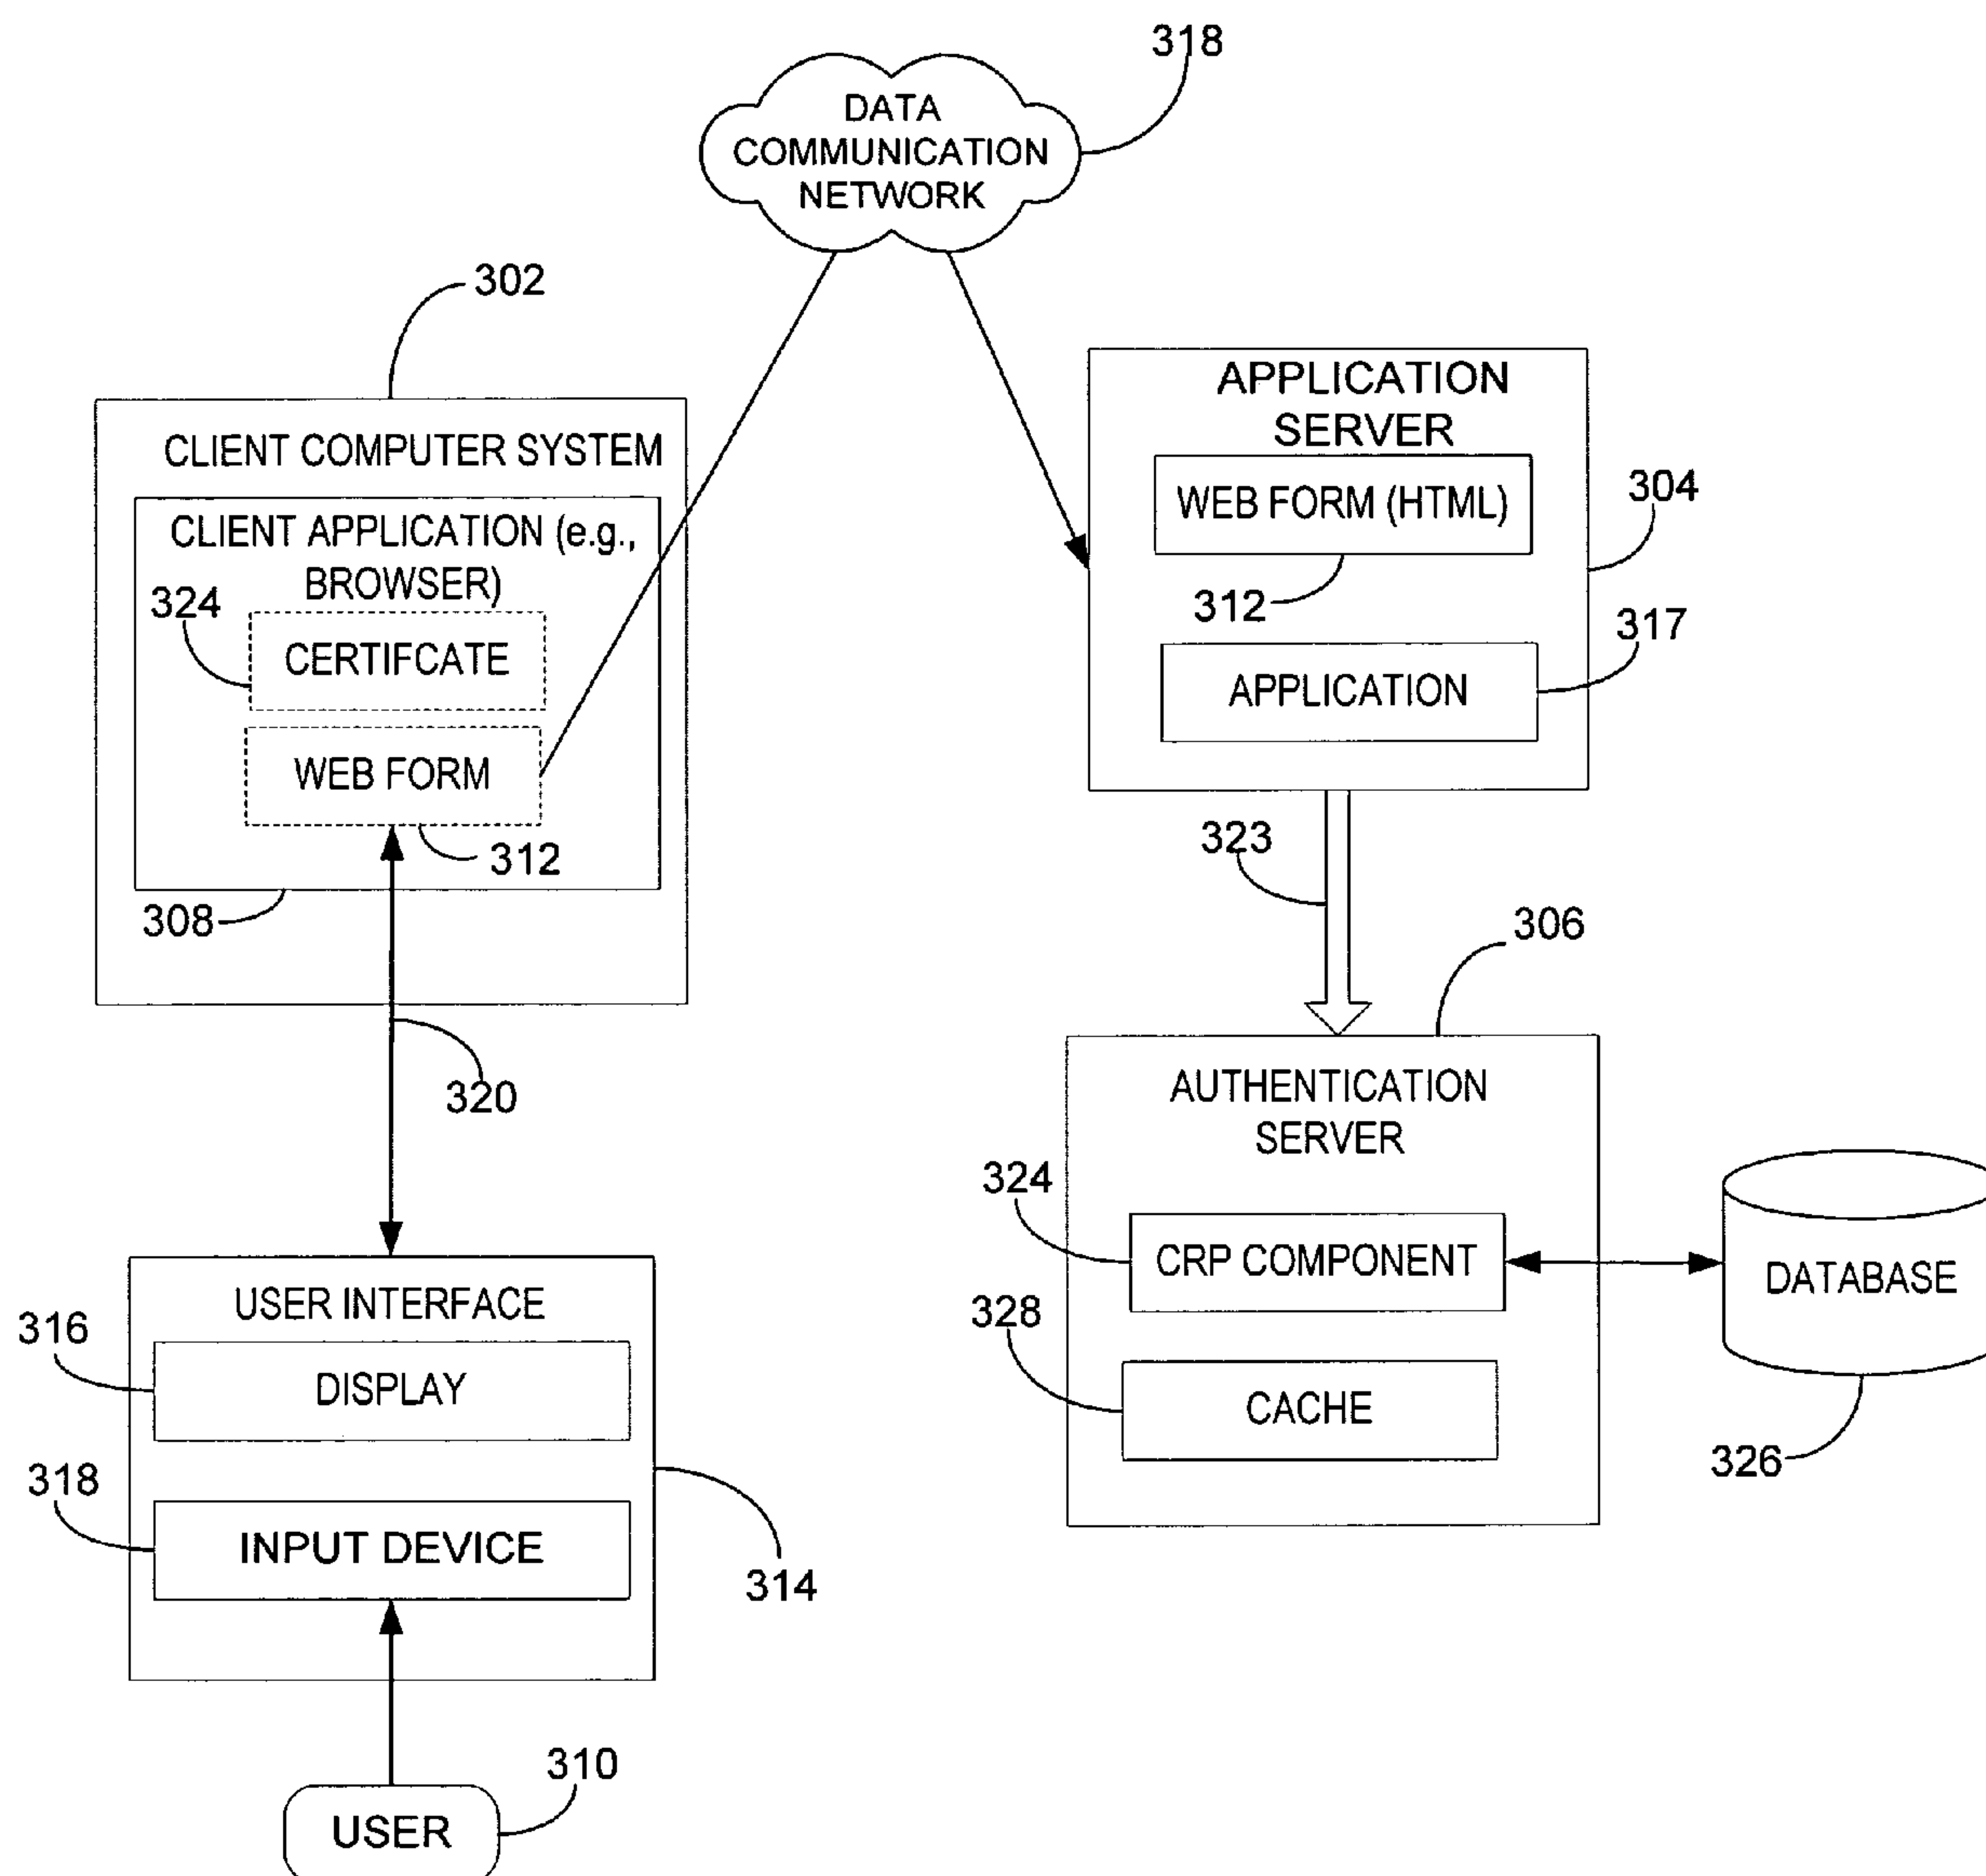 318
DATA
COMMUNICATION
NETWORK
302
CLIENT COMPUTER SYSTEM
CLIENT APPLICATION (e.g.,
BROWSER)
324
CERTIFCATE
WEB FORM
312
308
320
USER INTERFACE
316
DISPLAY
318
INPUT DEVICE
314
310
USER
APPLICATION
SERVER
WEB FORM (HTML)
304
312
317
APPLICATION
323
306
AUTHENTICATION
SERVER
324
CRP COMPONENT
328
CACHE
DATABASE
326